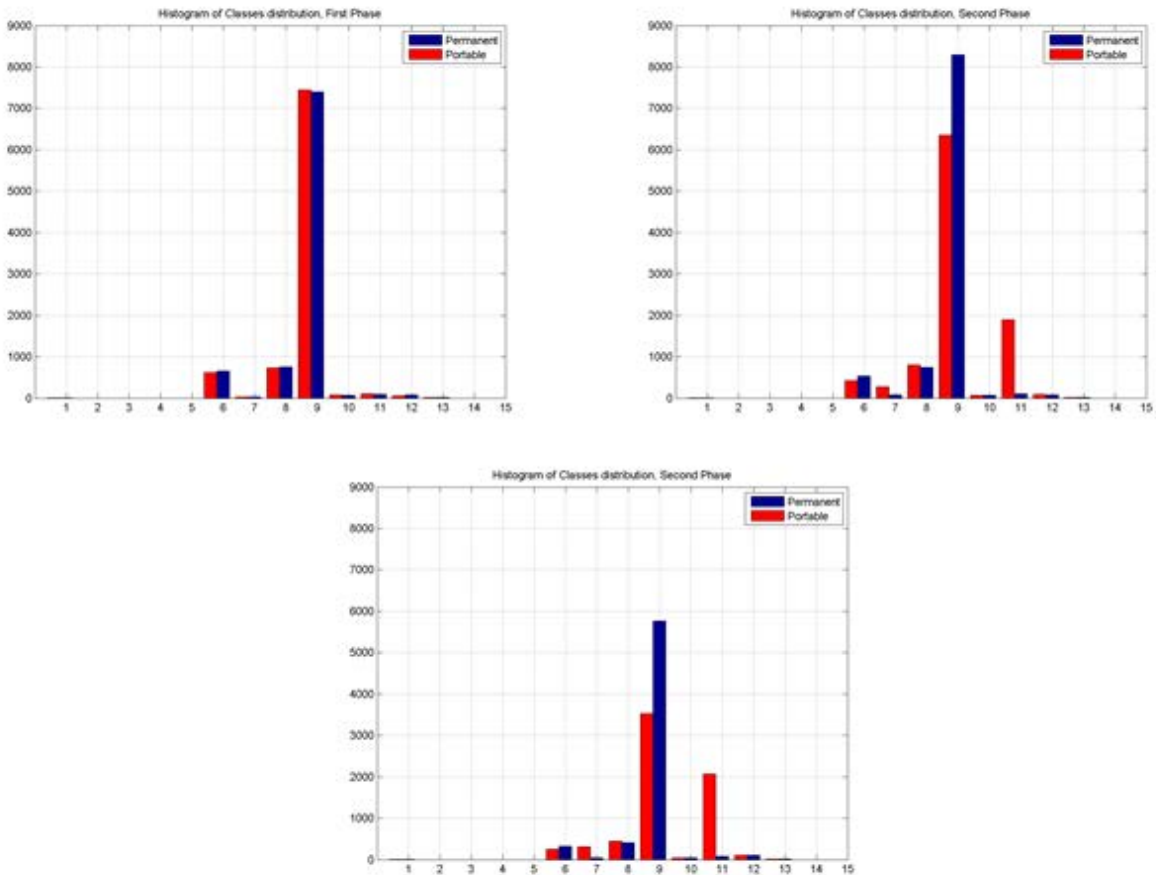 Histogram of Classes distribution, First Phase
9000
8000
7000
6000
5000
4000
3000
2000
1000
0
Permanent
Portable
1 2 3 4 5 6 7 8 9 10 11 12 13 14 15
Histogram of Classes distribution, Second Phase
9000
8000
7000
6000
5000
4000
3000
2000
1000
0
Permanent
Portable
1 2 3 4 5 6 7 8 9 10 11 12 13 14 15
Histogram of Classes distribution, Second Phase
9000
8000
7000
6000
5000
4000
3000
2000
1000
0
Permanent
Portable
1 2 3 4 5 6 7 8 9 10 11 12 13 14 15